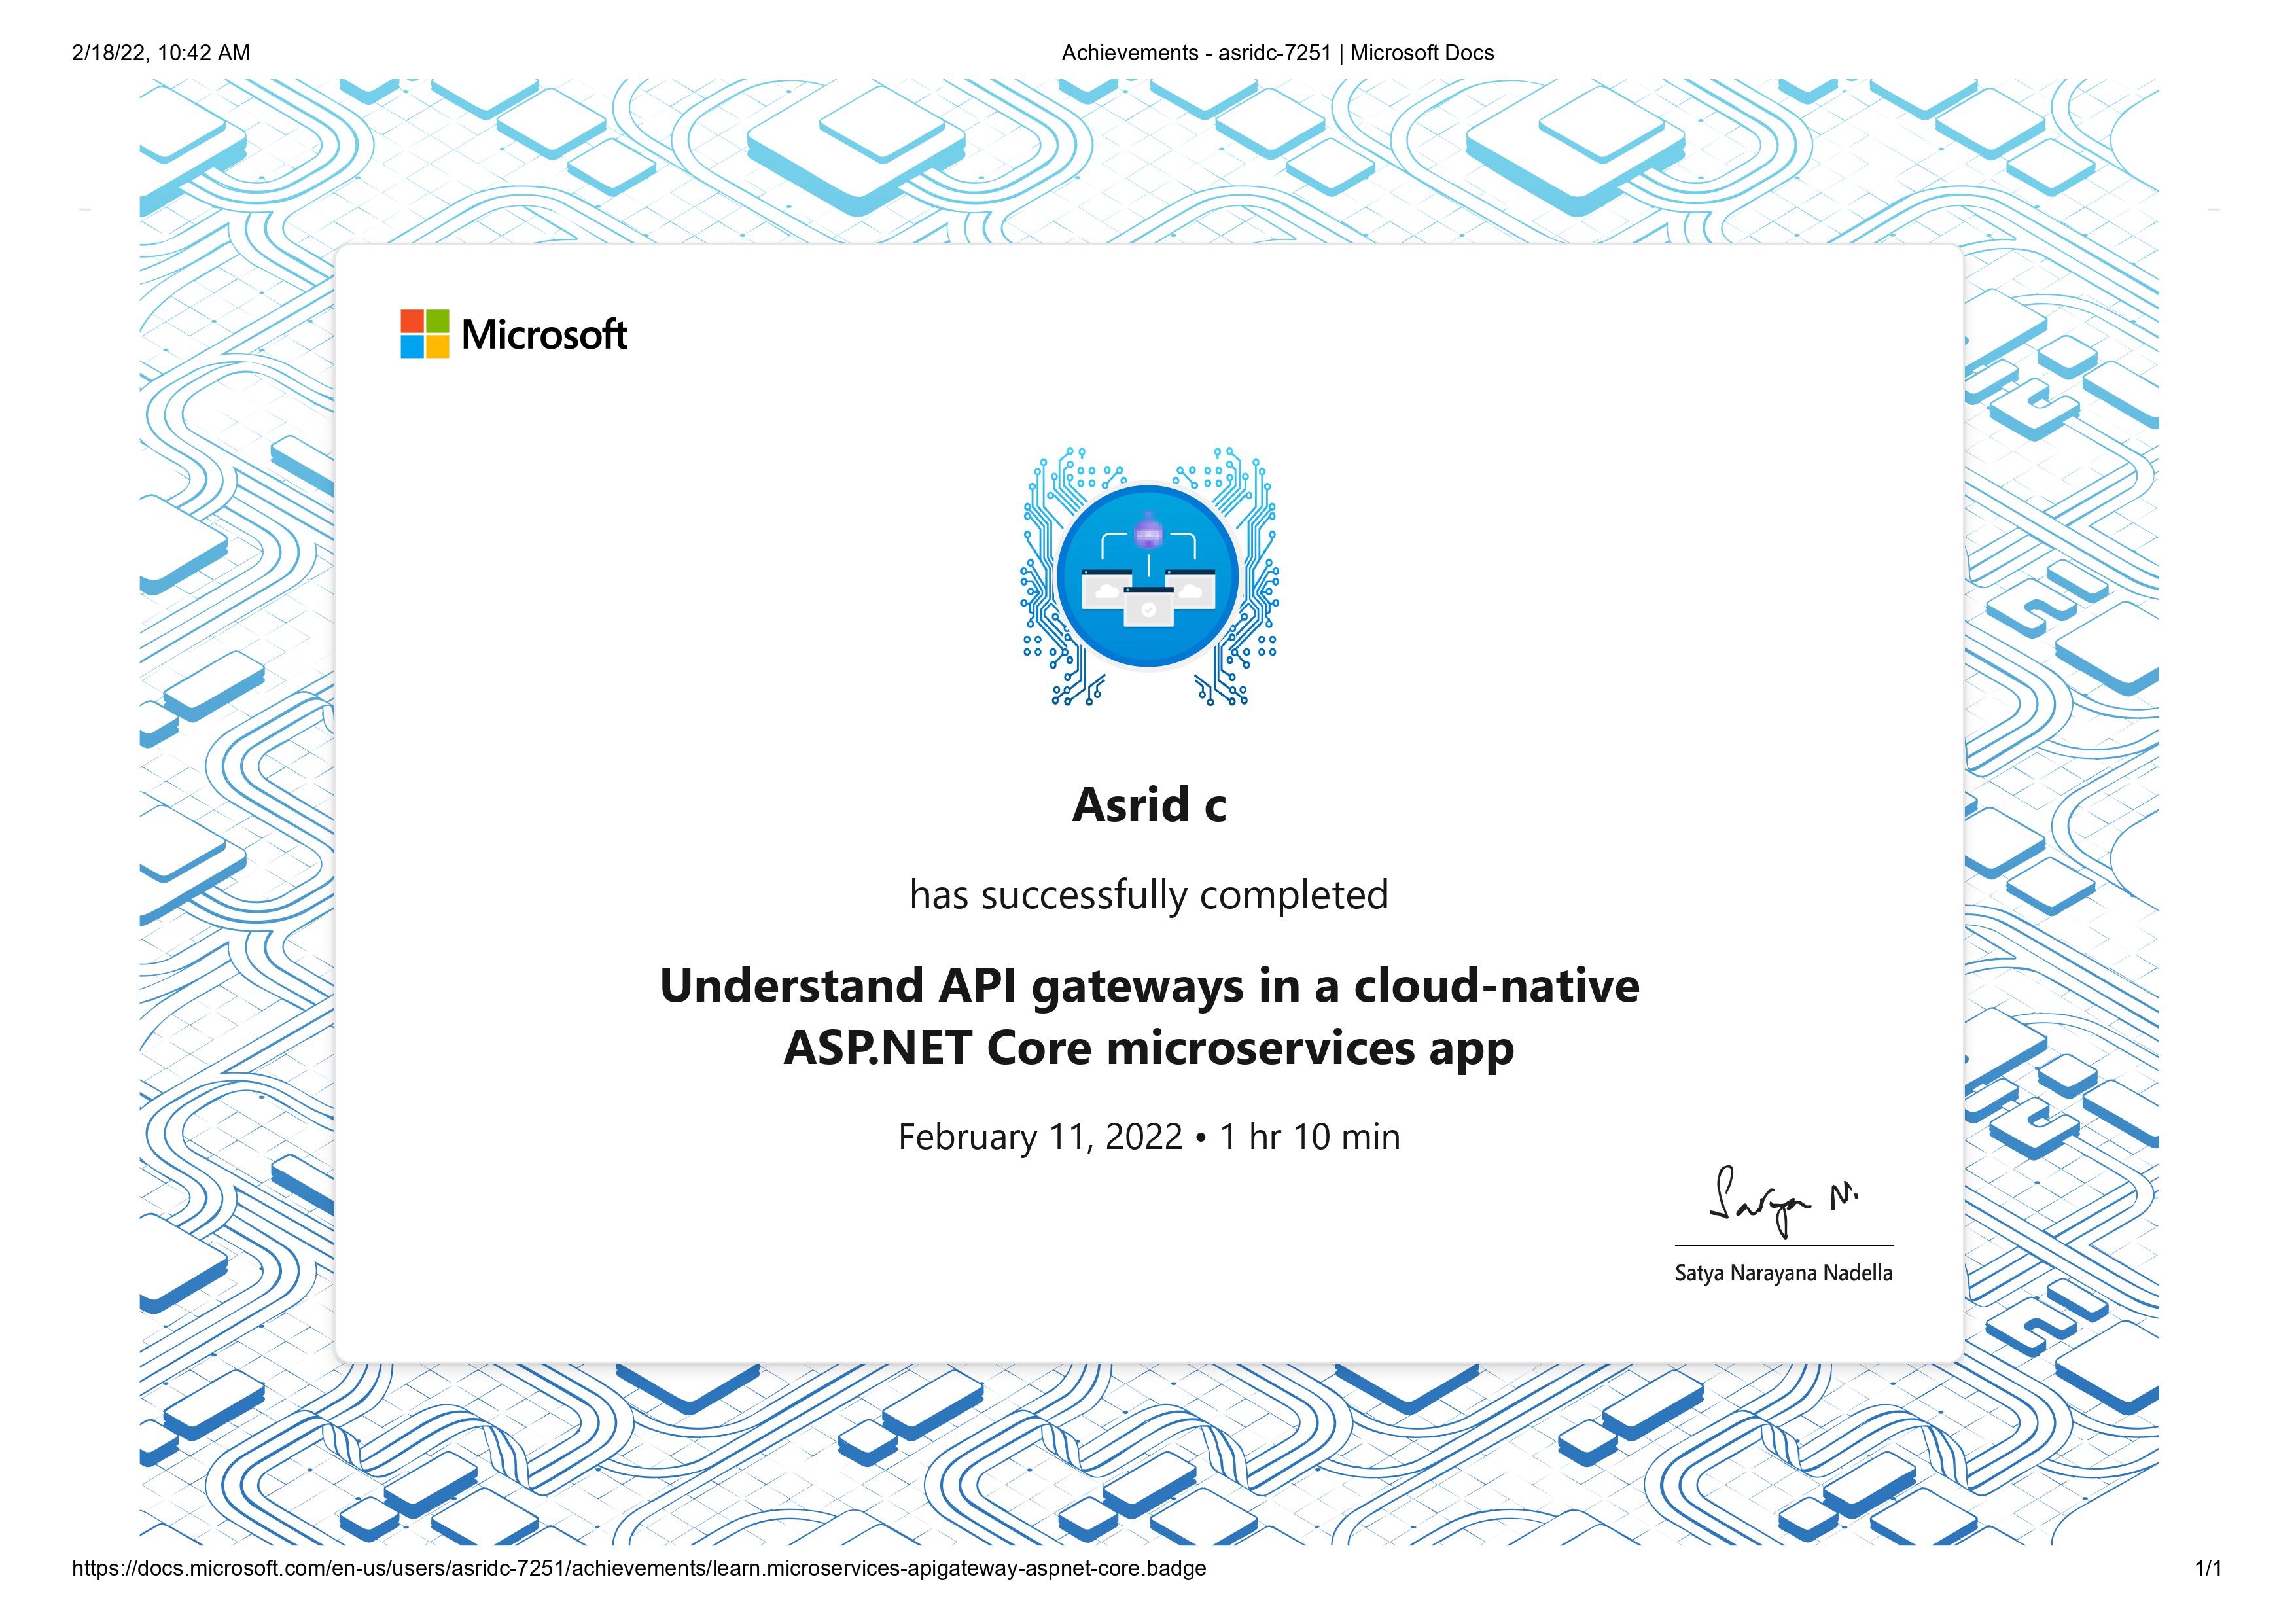 2/18/22, 10:42 AM
Achievements - asridc-7251 | Microsoft Docs
Microsoft
Asrid c
has successfully completed
Understand API gateways in a cloud-native
ASP.NET Core microservices app
February 11, 2022 • 1 hr 10 min
Satya N.
Satya Narayana Nadella
https://docs.microsoft.com/en-us/users/asridc-7251/achievements/learn.microservices-apigateway-aspnet-core.badge
1/1